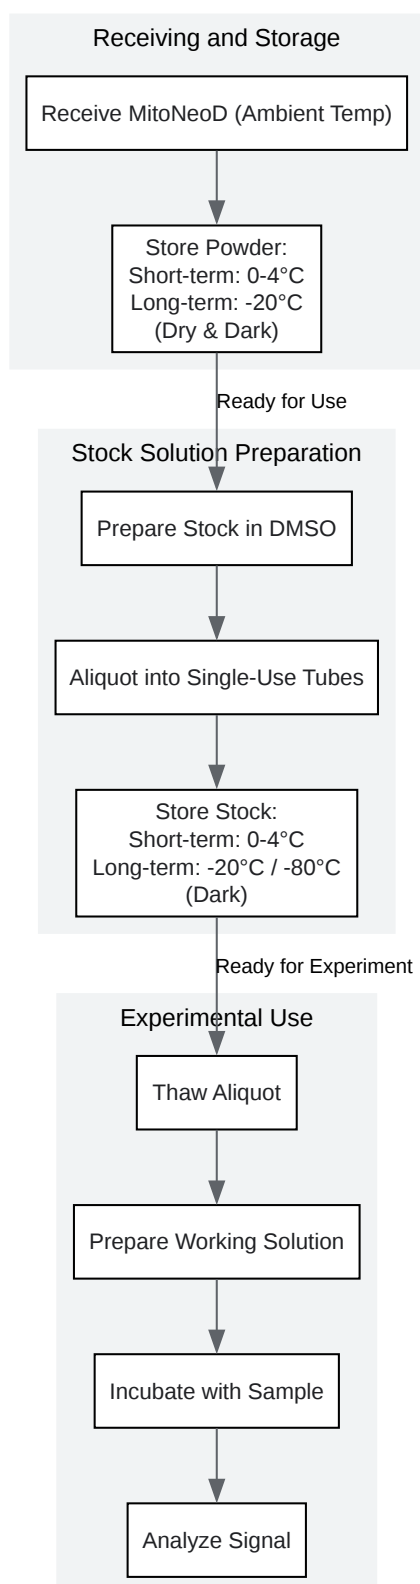 Receiving and Storage
Receive MitoNeoD (Ambient Temp)
Store Powder:
Short-term: 0-4°C
Long-term: -20°C
(Dry & Dark)
Ready for Use
Stock Solution Preparation
Prepare Stock in DMSO
Aliquot into Single-Use Tubes
Store Stock:
Short-term: 0-4°C
Long-term: -20°C / -80°C
(Dark)
Ready for Experiment
Experimental Use
Thaw Aliquot
Prepare Working Solution
Incubate with Sample
Analyze Signal